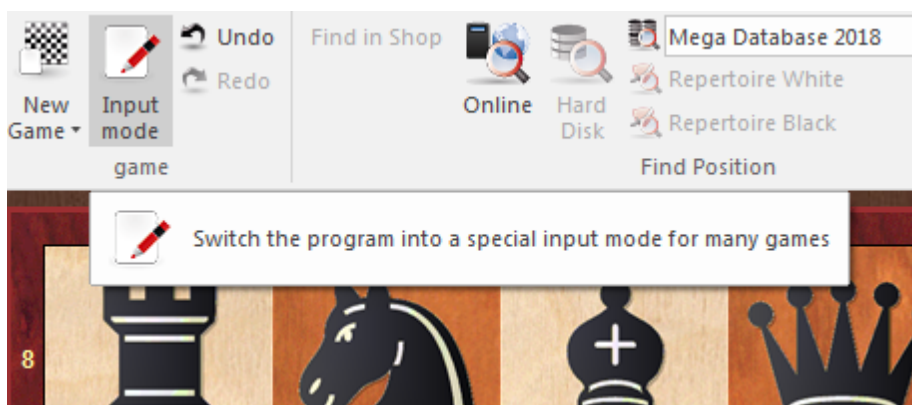 New
Game
Input
mode
Undo
Redo
game
Find in Shop
Online
Hard
Disk
Mega Database 2018
Repertoire White
Repertoire Black
Find Position
Switch the program into a special input mode for many games
8